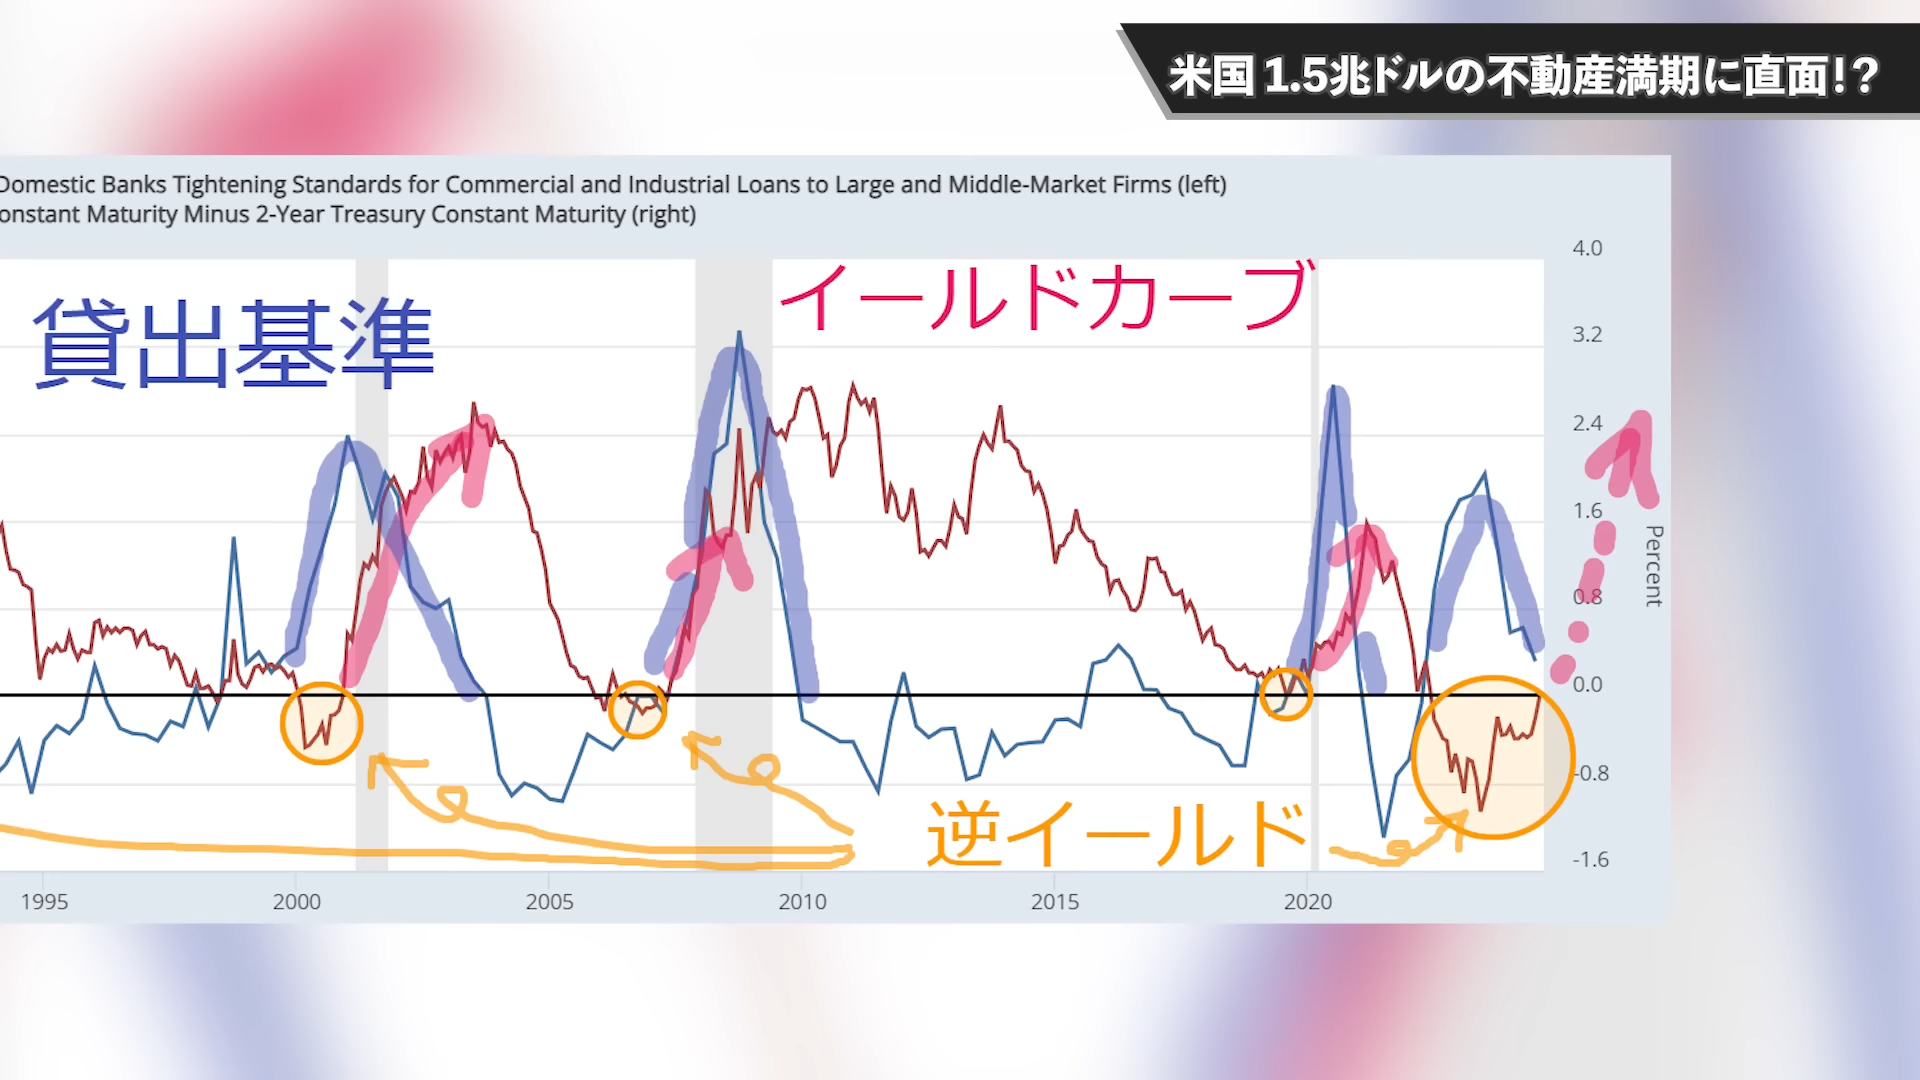 米国1.5兆ドルの不動産満期に直面!?
Domestic Banks Tightening Standards for Commercial and Industrial Loans to Large and Middle-Market Firms (left)
Constant Maturity Minus 2-Year Treasury Constant Maturity (right)
貸出基準
イールドカーブ
逆イールド
4.0
3.2
2.4
1.6
0.8
0.0
-0.8
-1.6
Percent
1995
2000
2005
2010
2015
2020